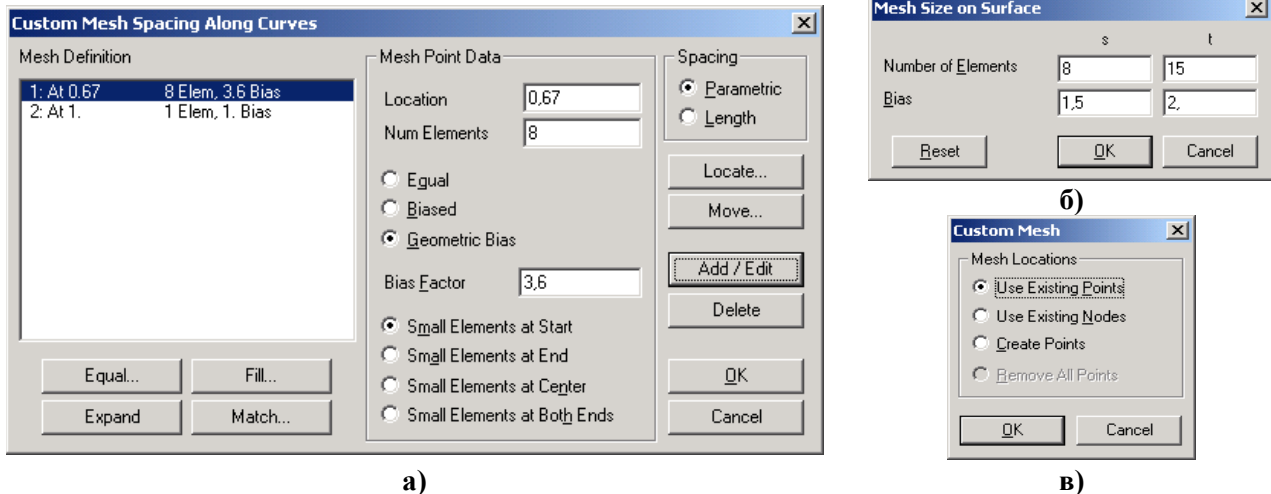 Custom Mesh Spacing Along Curves
Mesh Definition
1: At 0.67 8 Elem, 3.6 Bias
2: At 1. 1 Elem, 1. Bias
Equal...
Fill...
Expand
Match...
Mesh Point Data
Location 0,67
Num Elements 8
Equal
Biased
Geometric Bias
Bias Factor 3,6
Small Elements at Start
Small Elements at End
Small Elements at Center
Small Elements at Both Ends
Spacing
Parametric
Length
Locate...
Move...
Add / Edit
Delete
OK
Cancel
а)
Mesh Size on Surface
s t
Number of Elements 8 15
Bias 1,5 2,
Reset OK Cancel
б)
Custom Mesh
Mesh Locations
Use Existing Points
Use Existing Nodes
Create Points
Remove All Points
OK Cancel
в)